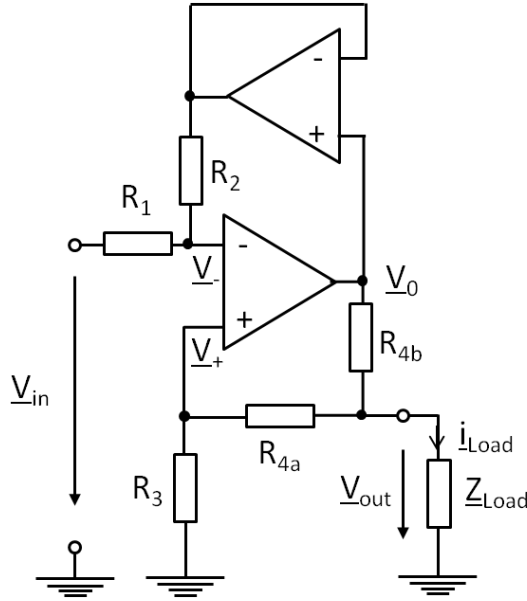 -
+
R2
R1
-
V-
V0
+
V+
R4b
Vin
R4a
iLoad
R3
Vout
ZLoad